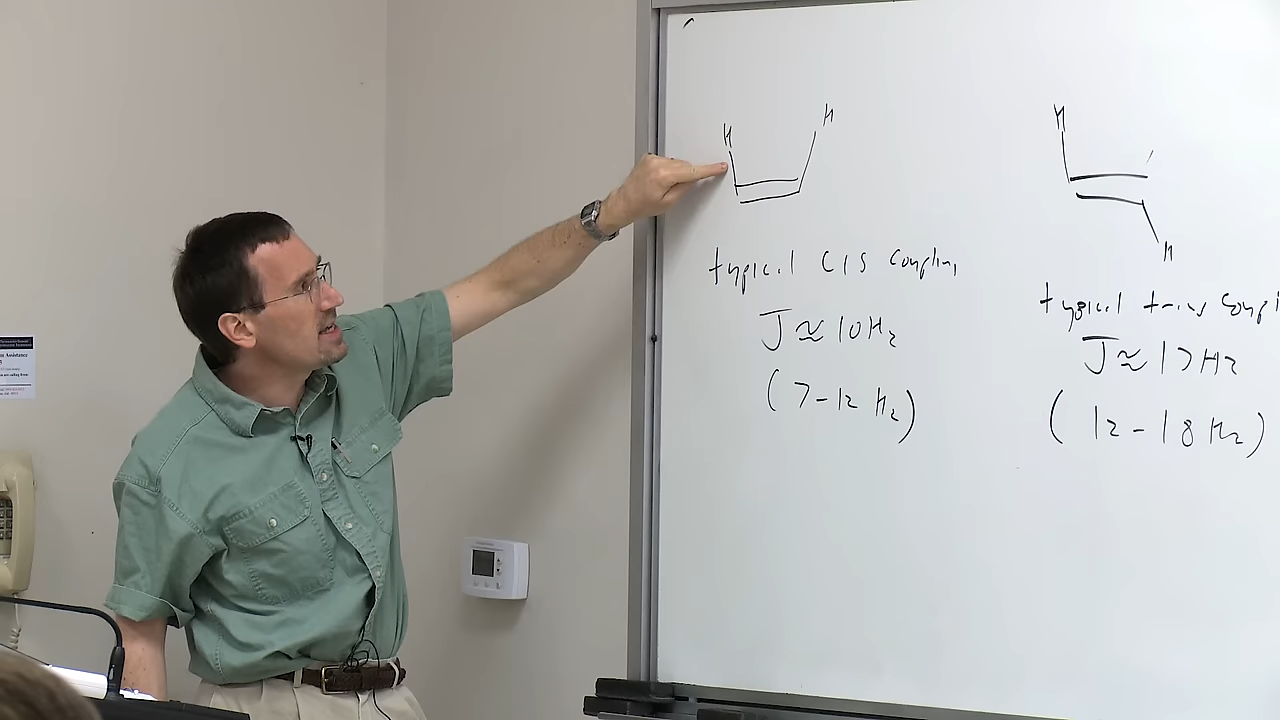 H H
typical cis coupling
J ≈ 10 Hz
(7-12 Hz)
H
H
typical trans coupl
J ≈ 17 Hz
(12-18 Hz)